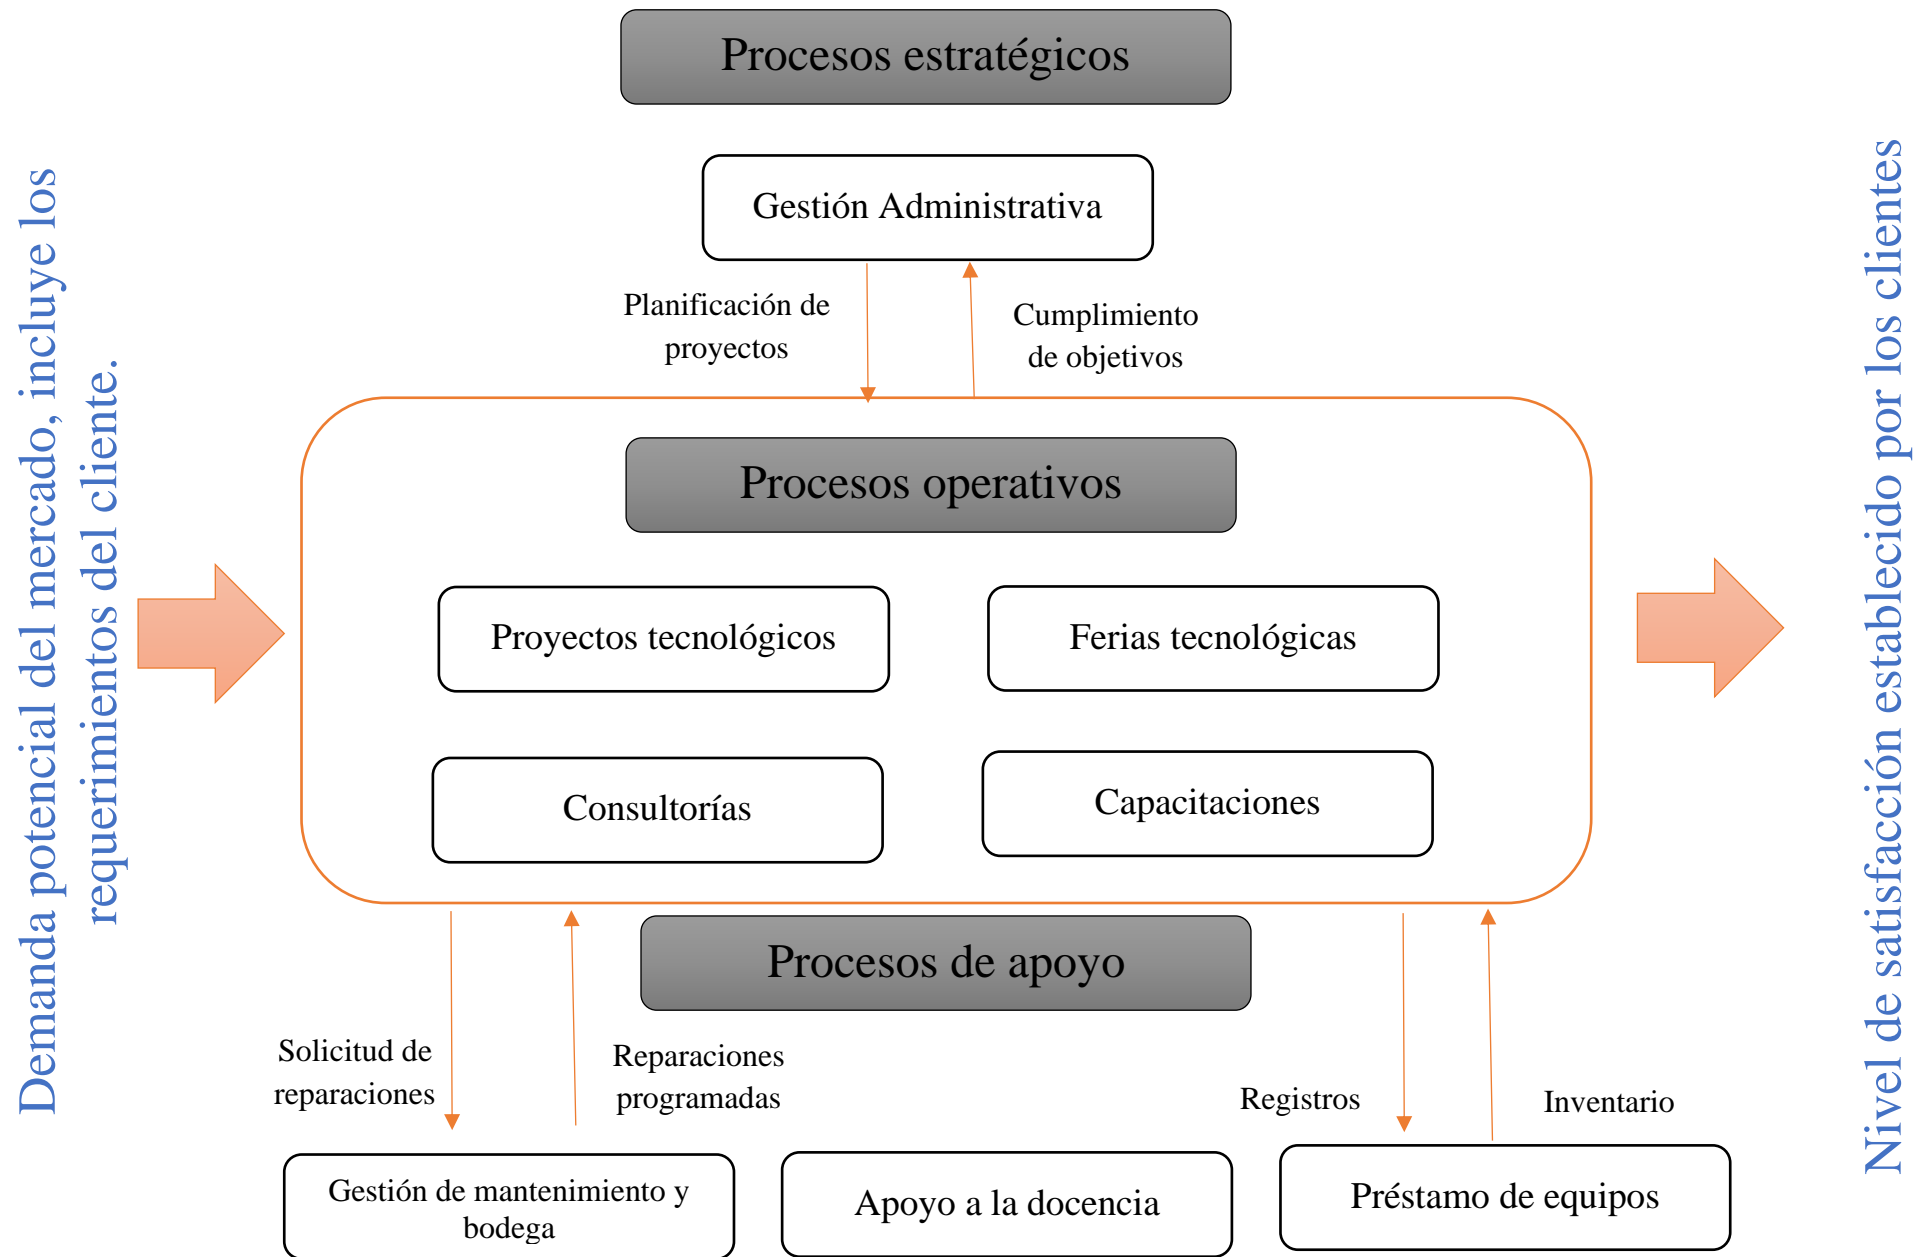 Procesos estratégicos
Gestión Administrativa
Planificación de
proyectos
Cumplimiento
de objetivos
Demanda potencial del mercado, incluye los
requerimientos del cliente.
Procesos operativos
Proyectos tecnológicos
Ferias tecnológicas
Consultorías
Capacitaciones
Nivel de satisfacción establecido por los clientes
Procesos de apoyo
Solicitud de
reparaciones
Reparaciones
programadas
Registros
Inventario
Gestión de mantenimiento y
bodega
Apoyo a la docencia
Préstamo de equipos